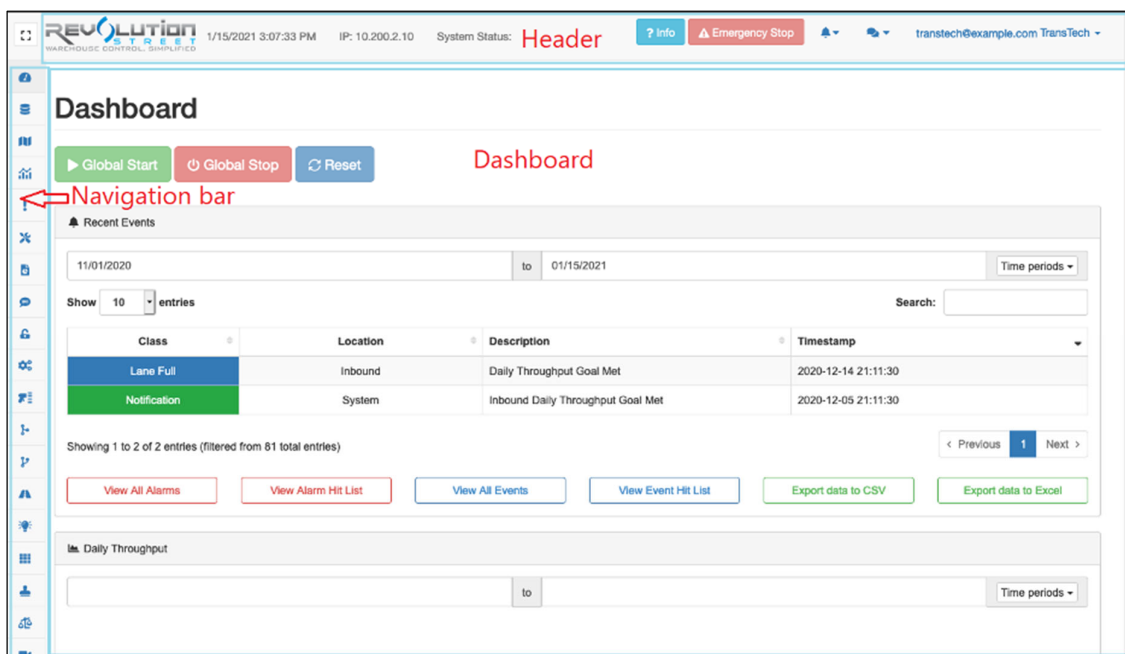 REVOLUTION
STREET
WAREHOUSE CONTROL. SIMPLIFIED
1/15/2021 3:07:33 PM IP: 10.200.2.10 System Status: Header ? Info Emergency Stop transtech@example.com TransTech
Dashboard
Global Start Global Stop Reset Dashboard
Navigation bar
Recent Events
11/01/2020 to 01/15/2021 Time periods
Show 10 entries Search:
Class Location Description Timestamp
Lane Full Inbound Daily Throughput Goal Met 2020-12-14 21:11:30
Notification System Inbound Daily Throughput Goal Met 2020-12-05 21:11:30
Showing 1 to 2 of 2 entries (filtered from 81 total entries) < Previous 1 Next >
View All Alarms View Alarm Hit List View All Events View Event Hit List Export data to CSV Export data to Excel
Daily Throughput
to Time periods